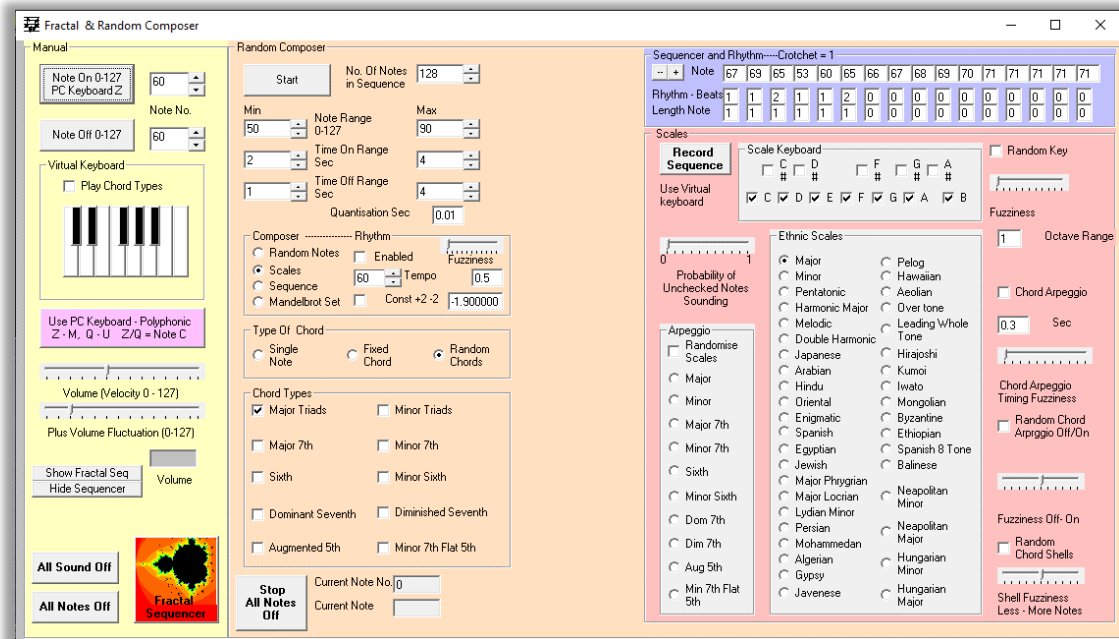 Fractal & Random Composer
Manual
Note On 0-127
PC Keyboard Z
60
Note No.
Note Off 0-127
60
Virtual Keyboard
Play Chord Types
Use PC Keyboard - Polyphonic
Z - M, Q - U Z/Q = Note C
Volume (Velocity 0 - 127)
Plus Volume Fluctuation (0-127)
Show Fractal Seq
Hide Sequencer
Volume
All Sound Off
All Notes Off
Fractal
Sequencer
Random Composer
Start
No. Of Notes
in Sequence
128
Min
Max
50
Note Range
0-127
90
2
Time On Range
Sec
4
1
Time Off Range
Sec
4
Quantisation Sec
0.01
Composer ---------------- Rhythm
Random Notes
Enabled
Fuzziness
Scales
60
Tempo
0.5
Sequence
Mandelbrot Set
Const +2 -2
-1.900000
Type Of Chord
Single
Note
Fixed
Chord
Random
Chords
Chord Types
Major Triads
Minor Triads
Major 7th
Minor 7th
Sixth
Minor Sixth
Dominant Seventh
Diminished Seventh
Augmented 5th
Minor 7th Flat 5th
Stop
All Notes
Off
Current Note No.
0
Current Note
Sequencer and Rhythm-----Crotchet = 1
-- + Note 67 69 65 53 60 65 66 67 68 69 70 71 71 71 71 71
Rhythm - Beats 1 1 2 1 1 2 0 0 0 0 0 0 0 0 0 0
Length Note 1 1 1 1 1 1 0 0 0 0 0 0 0 0 0 0
Scales
Record
Sequence
Use Virtual
keyboard
Scale Keyboard
C # D # F # G # A #
C D E F G A B
Random Key
Fuzziness
1
Octave Range
0 1
Probability of
Unchecked Notes
Sounding
Arpeggio
Randomise
Scales
Major
Minor
Major 7th
Minor 7th
Sixth
Minor Sixth
Dom 7th
Dim 7th
Aug 5th
Min 7th Flat
5th
Ethnic Scales
Major
Minor
Pentatonic
Harmonic Major
Melodic
Double Harmonic
Japanese
Arabian
Hindu
Oriental
Enigmatic
Spanish
Egyptian
Jewish
Major Phrygian
Major Locrian
Lydian Minor
Persian
Mohammedan
Algerian
Gypsy
Javenese
Pelog
Hawaiian
Aeolian
Over tone
Leading Whole
Tone
Hirajoshi
Kumoi
Iwato
Mongolian
Byzantine
Ethiopian
Spanish 8 Tone
Balinese
Neapolitan
Minor
Neapolitan
Major
Hungarian
Minor
Hungarian
Major
Chord Arpeggio
0.3
Sec
Chord Arpeggio
Timing Fuzziness
Random Chord
Arprggio Off/On
Fuzziness Off- On
Random
Chord Shells
Shell Fuzziness
Less - More Notes